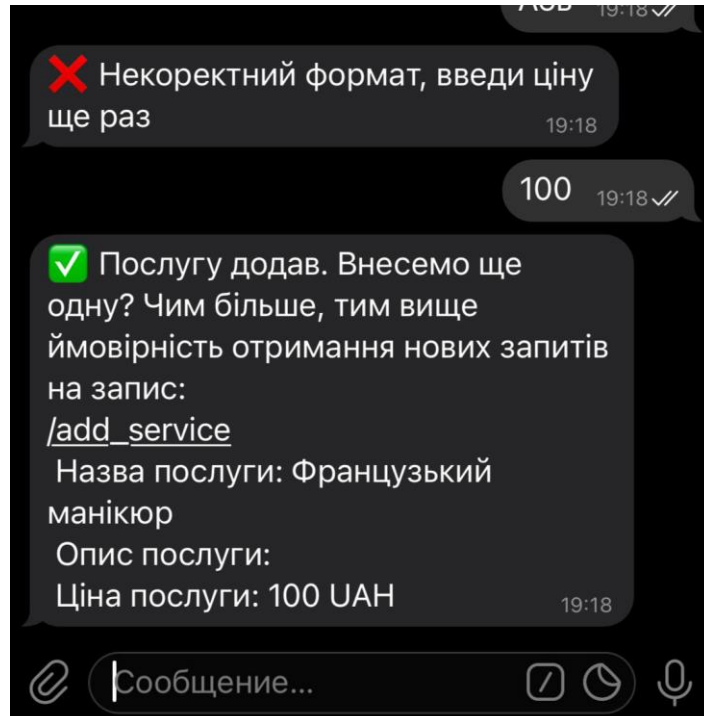 19:18
❌ Некоректний формат, введи ціну
ще раз
19:18
100 19:18
✅ Послугу додав. Внесемо ще
одну? Чим більше, тим вище
ймовірність отримання нових запитів
на запис:
/add_service
Назва послуги: Французький
манікюр
Опис послуги:
Ціна послуги: 100 UAH
19:18
Сообщение...